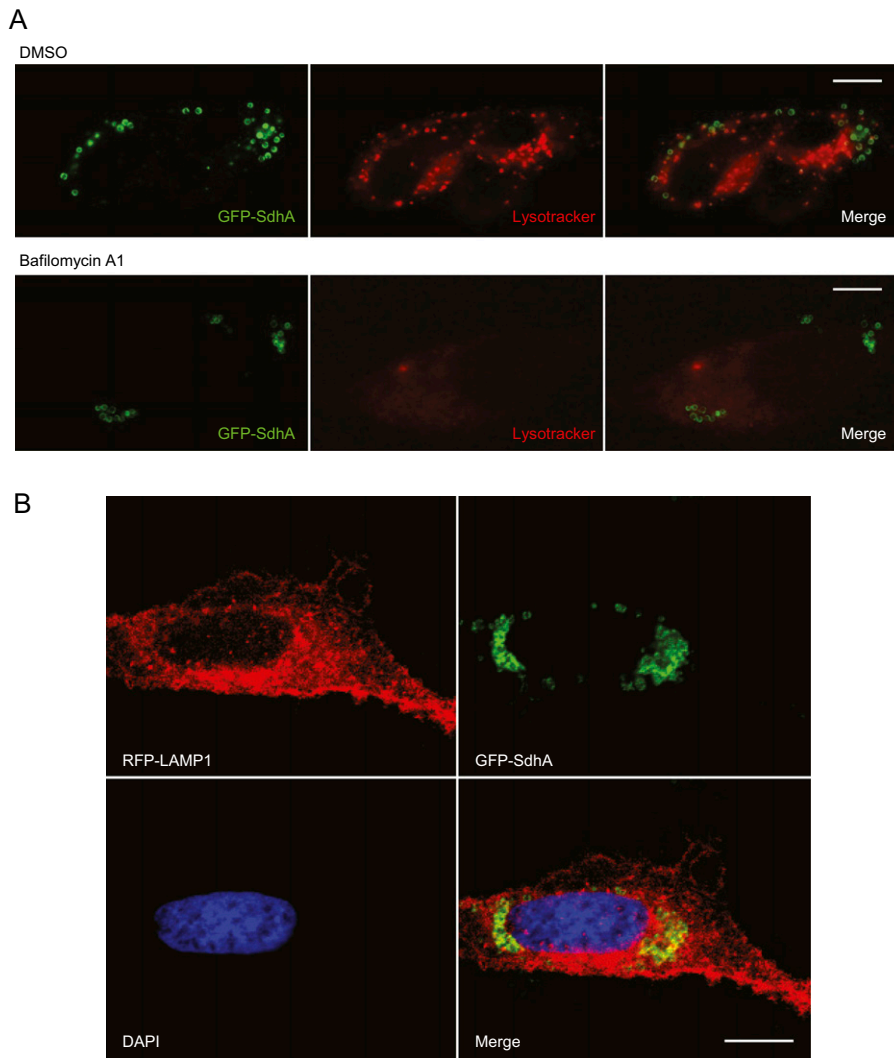 A
DMSO
GFP-SdhA
Lysotracker
Merge
Bafilomycin A1
GFP-SdhA
Lysotracker
Merge
B
RFP-LAMP1
GFP-SdhA
DAPI
Merge